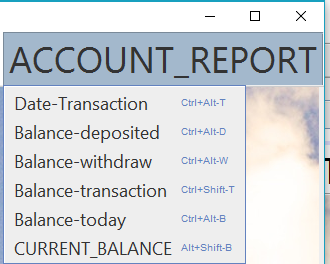 ACCOUNT_REPORT
Date-Transaction Ctrl+Alt-T
Balance-deposited Ctrl+Alt-D
Balance-withdraw Ctrl+Alt-W
Balance-transaction Ctrl+Shift-T
Balance-today Ctrl+Alt-B
CURRENT_BALANCE Alt+Shift-B